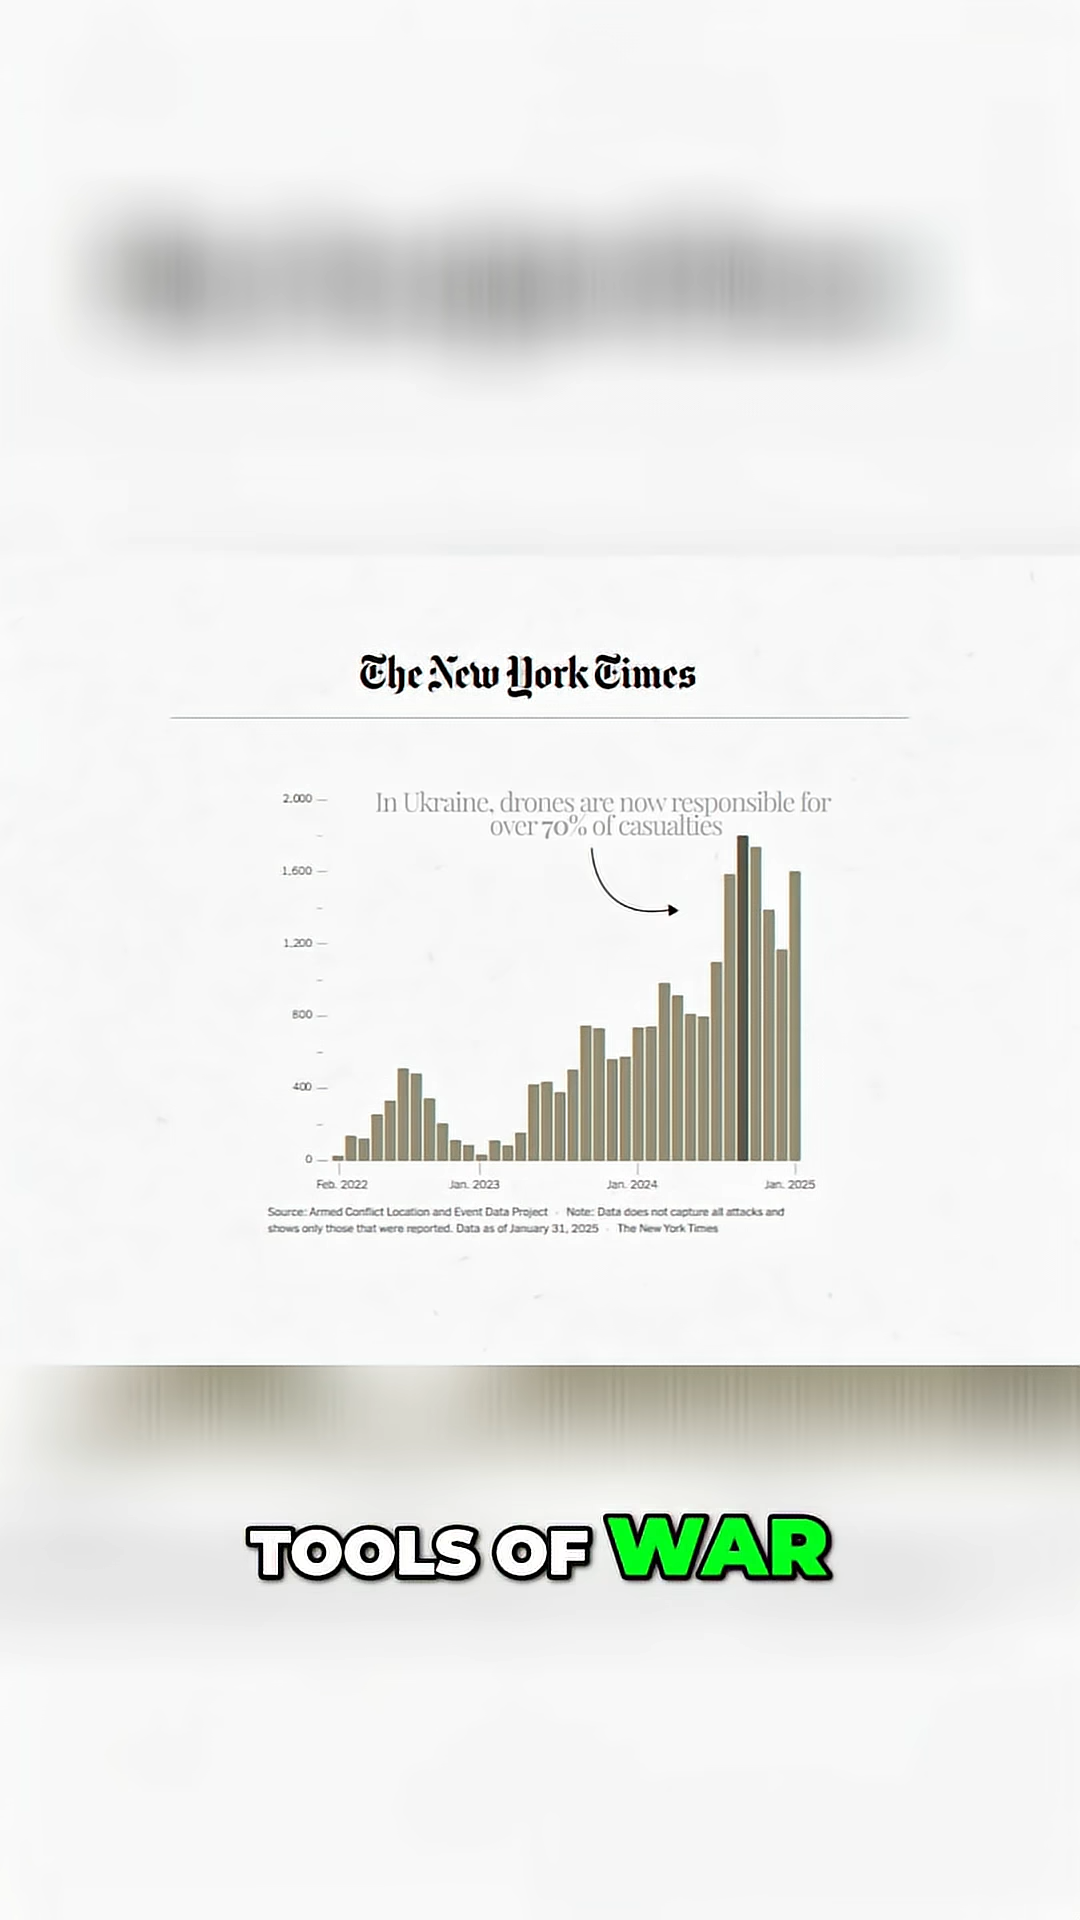 The New York Times
In Ukraine, drones are now responsible for
over 70% of casualties
2,000
1,600
1,200
800
400
0
Feb. 2022
Jan. 2023
Jan. 2024
Jan. 2025
Source: Armed Conflict Location and Event Data Project · Note: Data does not capture all attacks and
shows only those that were reported. Data as of January 31, 2025 · The New York Times
TOOLS OF WAR